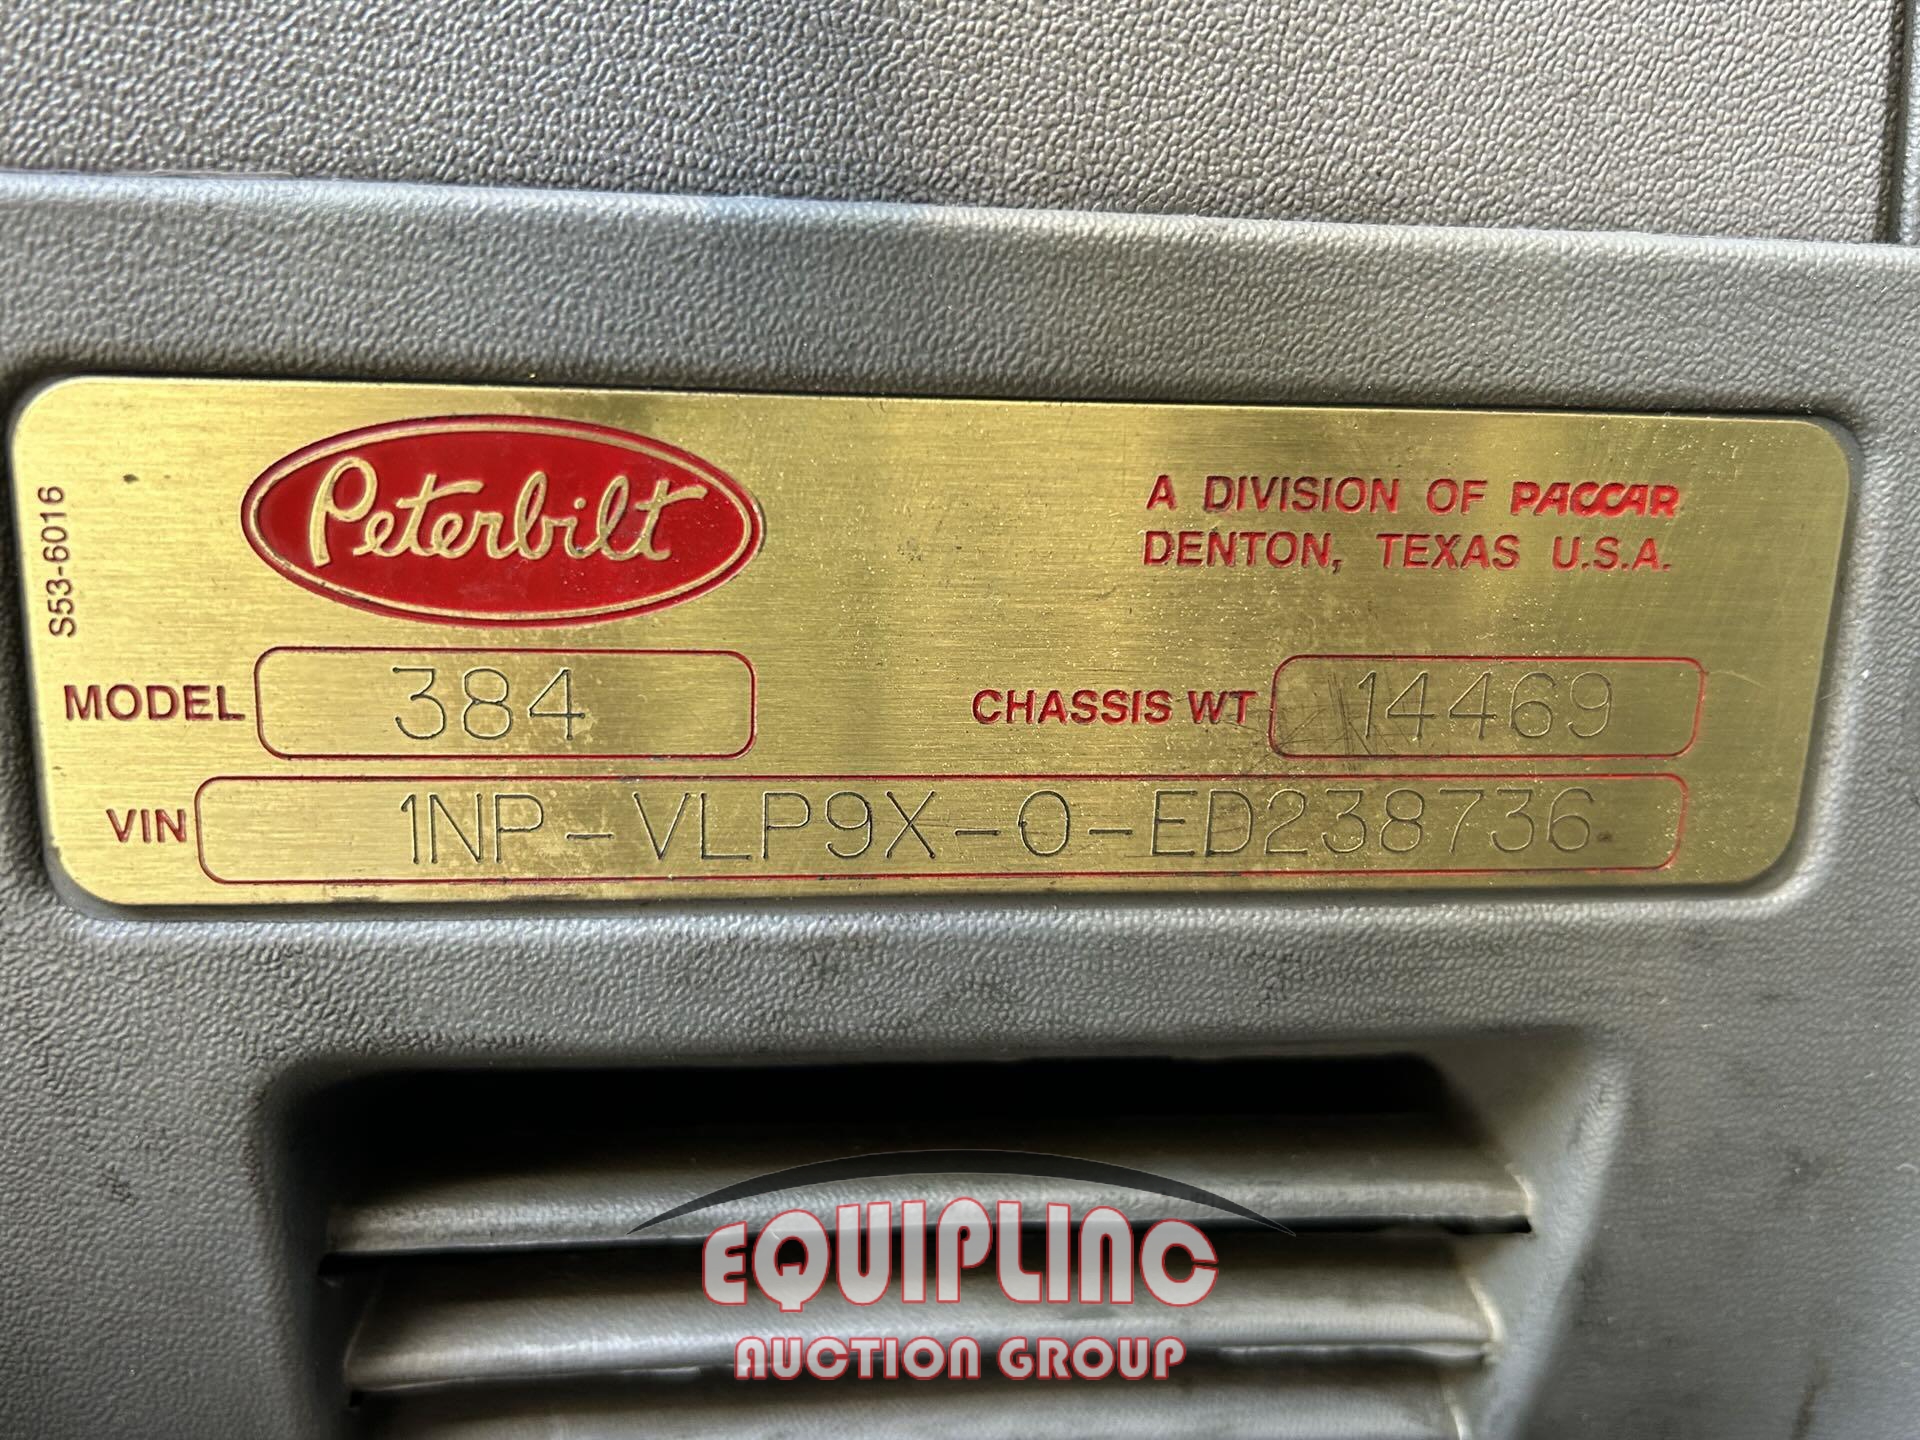 S53-6016
Peterbilt
A DIVISION OF PACCAR
DENTON, TEXAS U.S.A.
MODEL 384
CHASSIS WT 14469
VIN 1NP-VLP9X-0-ED238736
EQUIPLINC
AUCTION GROUP